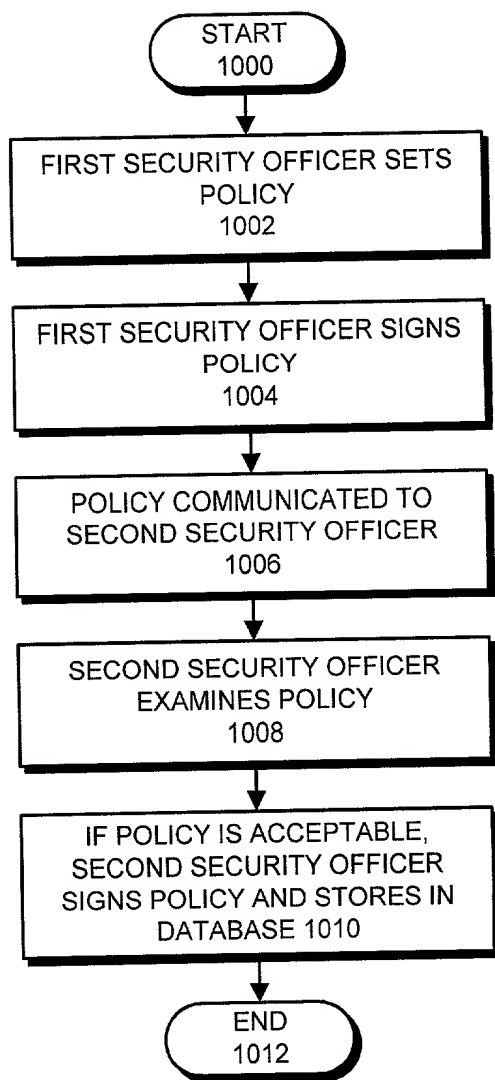 START
1000
FIRST SECURITY OFFICER SETS
POLICY
1002
FIRST SECURITY OFFICER SIGNS
POLICY
1004
POLICY COMMUNICATED TO
SECOND SECURITY OFFICER
1006
SECOND SECURITY OFFICER
EXAMINES POLICY
1008
IF POLICY IS ACCEPTABLE,
SECOND SECURITY OFFICER
SIGNS POLICY AND STORES IN
DATABASE 1010
END
1012